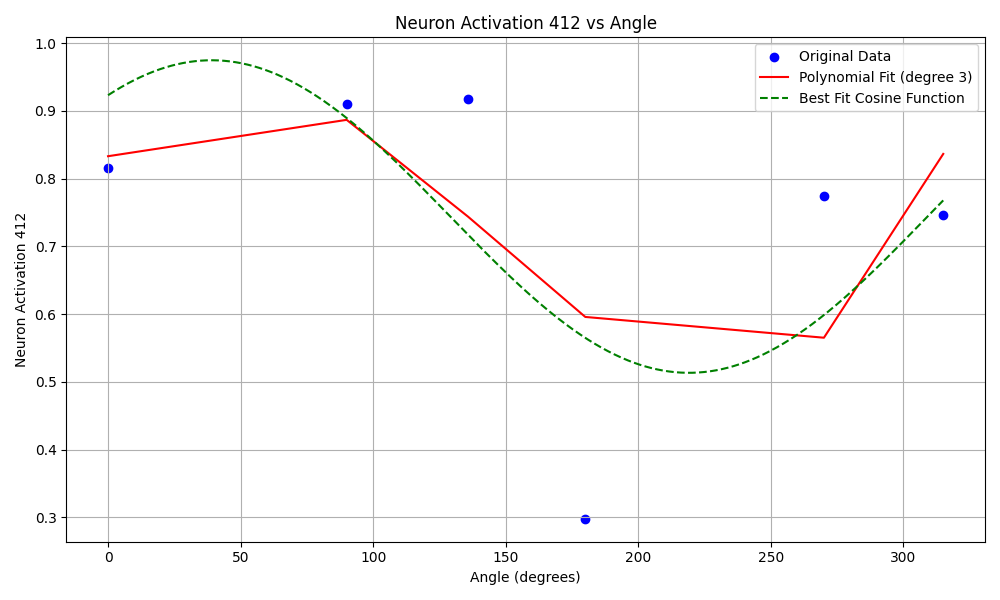 Neuron Activation 412 vs Angle
Original Data
Polynomial Fit (degree 3)
Best Fit Cosine Function
Neuron Activation 412
1.0
0.9
0.8
0.7
0.6
0.5
0.4
0.3
0
50
100
150
200
250
300
Angle (degrees)